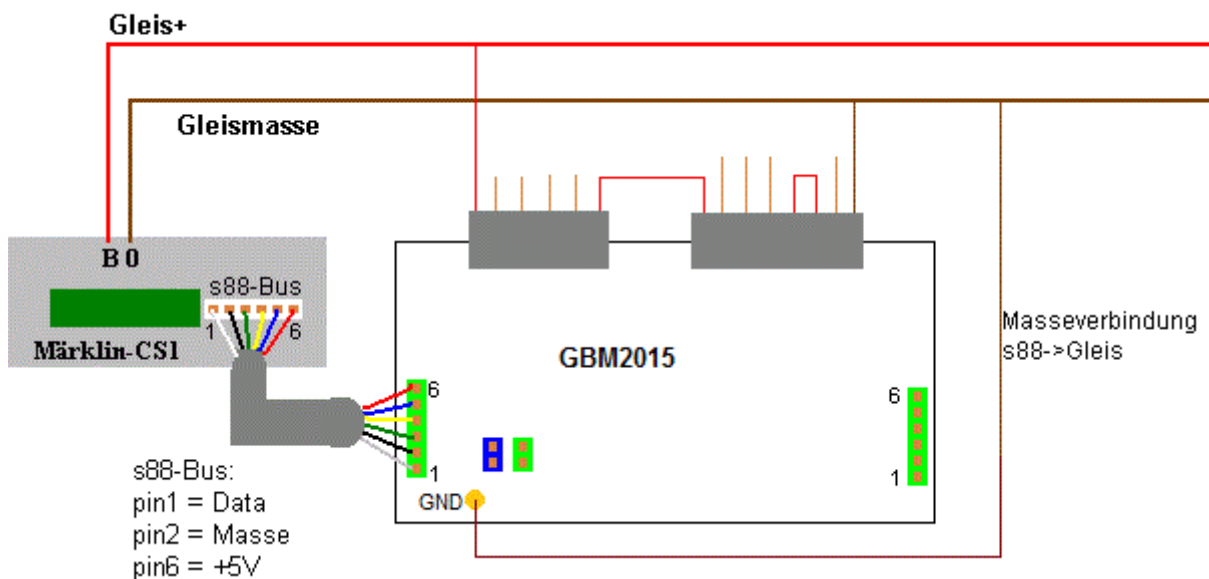 Gleis+
Gleismasse
B 0
s88-Bus
1 6
Märklin-CS1
GBM2015
Masseverbindung
s88->Gleis
6
6
1
1
GND
s88-Bus:
pin1 = Data
pin2 = Masse
pin6 = +5V